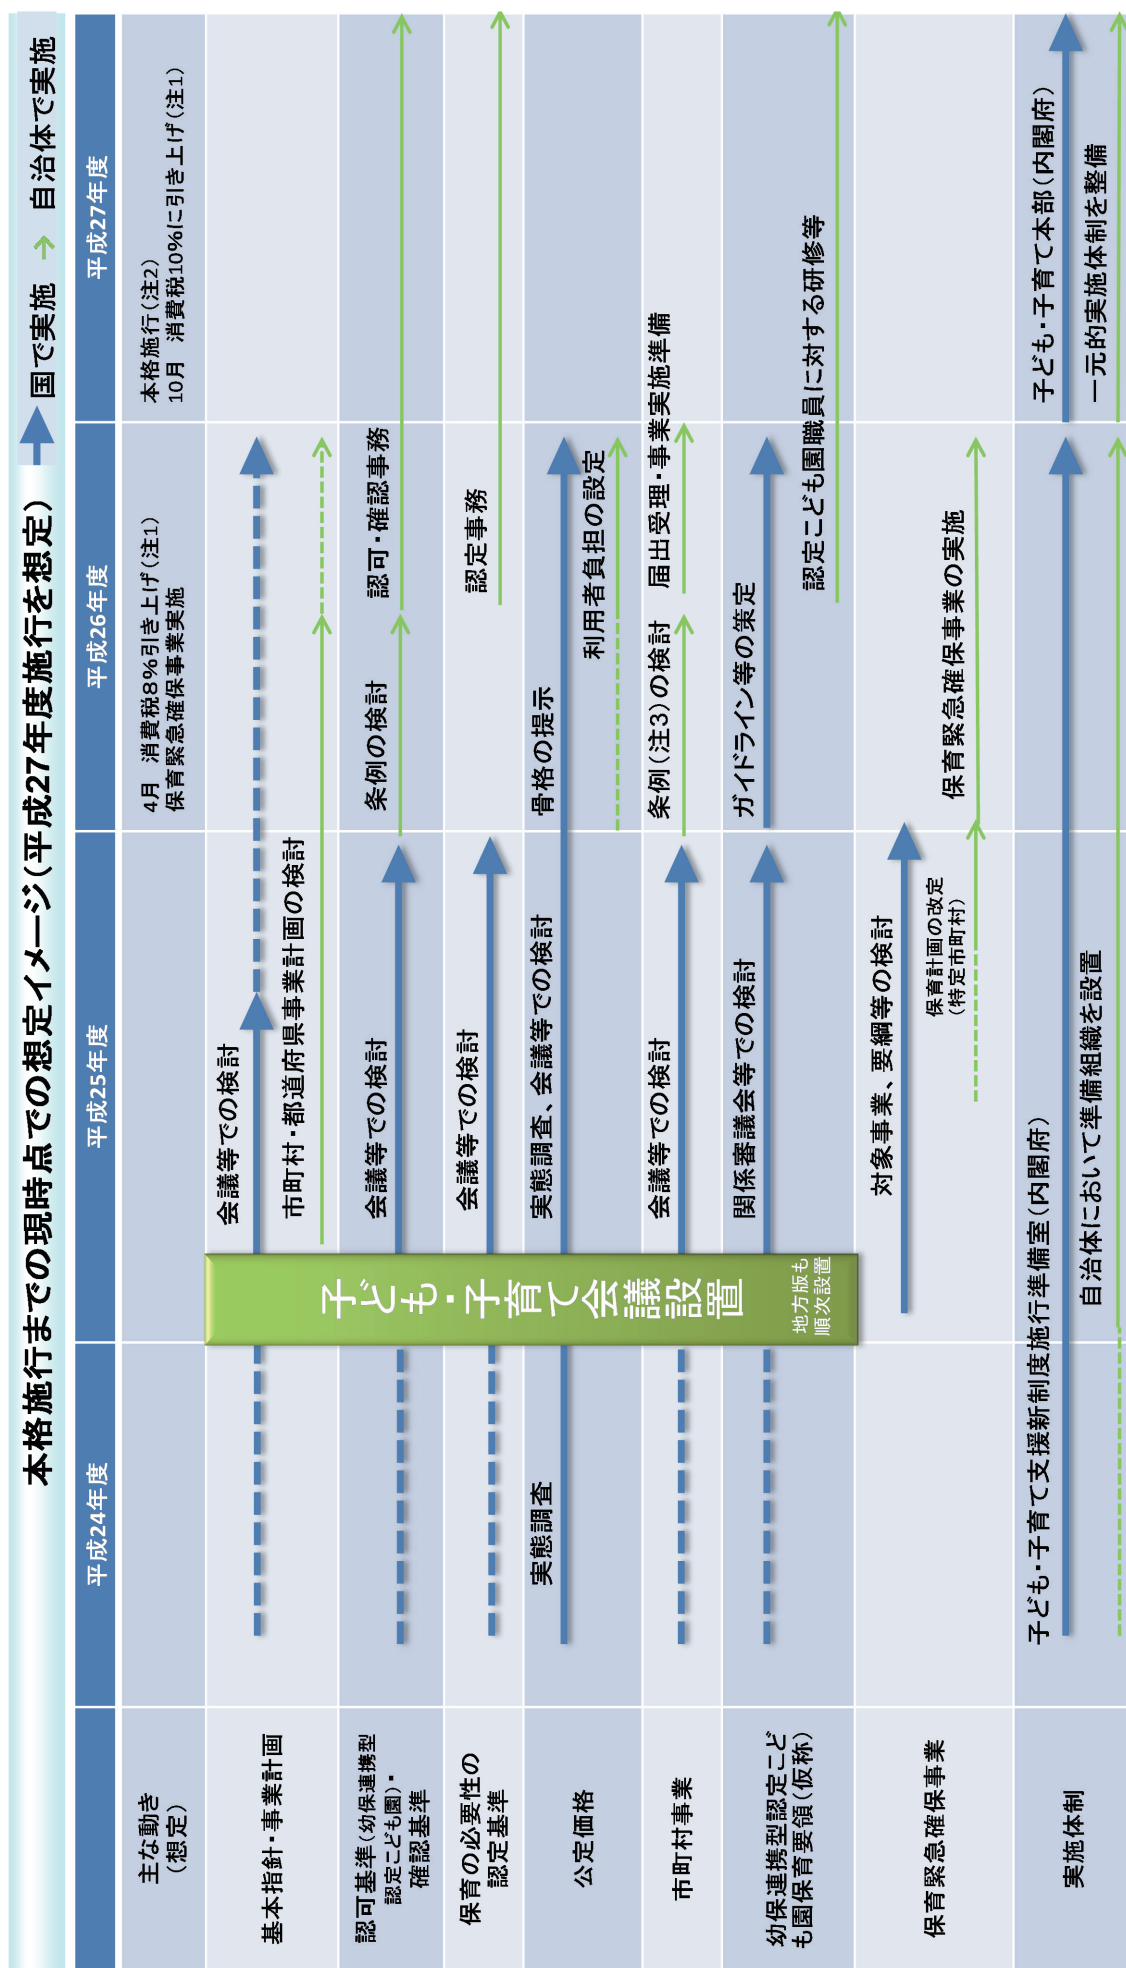 本格施行までの現時点での想定イメージ(平成27年度施行を想定)
国で実施
自治体で実施
平成24年度
平成25年度
平成26年度
平成27年度
主な動き
(想定)
4月 消費税8%引き上げ(注1)
保育緊急確保事業実施
本格施行(注2)
10月 消費税10%に引き上げ(注1)
基本指針・事業計画
会議等での検討
市町村・都道府県事業計画の検討
認可基準(幼保連携型
認定こども園)・
確認基準
会議等での検討
条例の検討
認可・確認事務
保育の必要性の
認定基準
会議等での検討
認定事務
公定価格
実態調査
実態調査、会議等での検討
骨格の提示
利用者負担の設定
市町村事業
会議等での検討
条例(注3)の検討
届出受理・事業実施準備
幼保連携型認定こど
も園保育要領(仮称)
関係審議会等での検討
ガイドライン等の策定
認定こども園職員に対する研修等
子ども・子育て会議設置
地方版も
順次設置
保育緊急確保事業
対象事業、要綱等の検討
保育計画の改定
(特定市町村)
保育緊急確保事業の実施
実施体制
子ども・子育て支援新制度施行準備室(内閣府)
自治体において準備組織を設置
子ども・子育て本部(内閣府)
一元的実施体制を整備